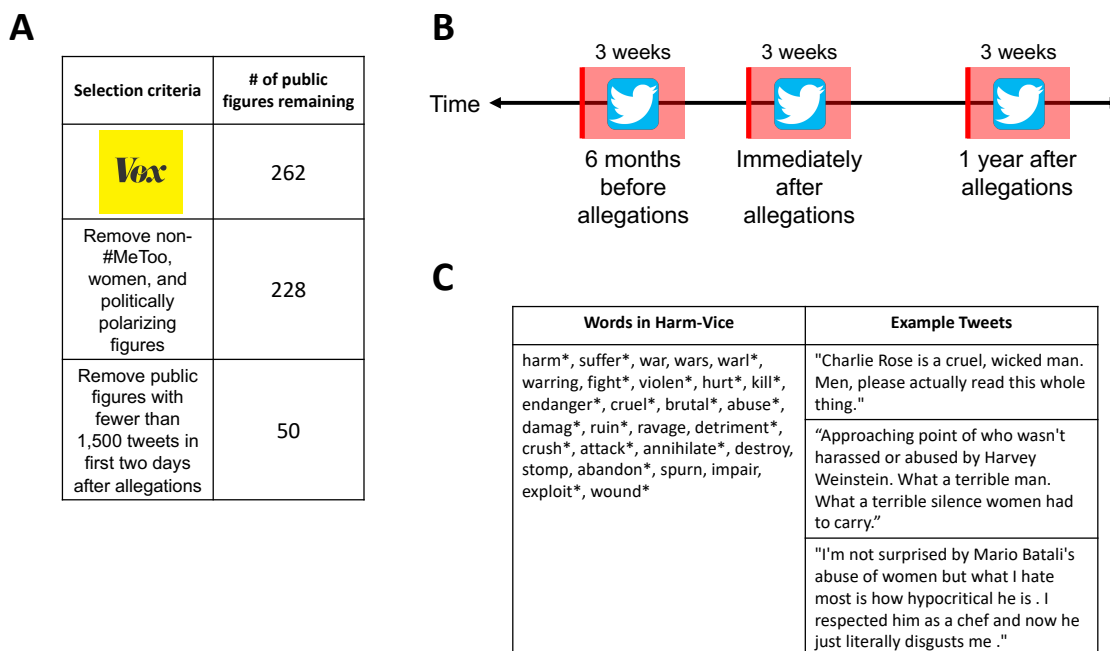 A
Selection criteria
# of public
figures remaining
Vox
262
Remove non-
#MeToo,
women, and
politically
polarizing
figures
228
Remove public
figures with
fewer than
1,500 tweets in
first two days
after allegations
50
B
3 weeks
3 weeks
3 weeks
Time
6 months
before
allegations
Immediately
after
allegations
1 year after
allegations
C
Words in Harm-Vice
Example Tweets
harm*, suffer*, war, wars, warl*,
warring, fight*, violen*, hurt*, kill*,
endanger*, cruel*, brutal*, abuse*,
damag*, ruin*, ravage, detriment*,
crush*, attack*, annihilate*, destroy,
stomp, abandon*, spurn, impair,
exploit*, wound*
"Charlie Rose is a cruel, wicked man.
Men, please actually read this whole
thing."
“Approaching point of who wasn't
harassed or abused by Harvey
Weinstein. What a terrible man.
What a terrible silence women had
to carry.”
"I'm not surprised by Mario Batali's
abuse of women but what I hate
most is how hypocritical he is . I
respected him as a chef and now he
just literally disgusts me ."